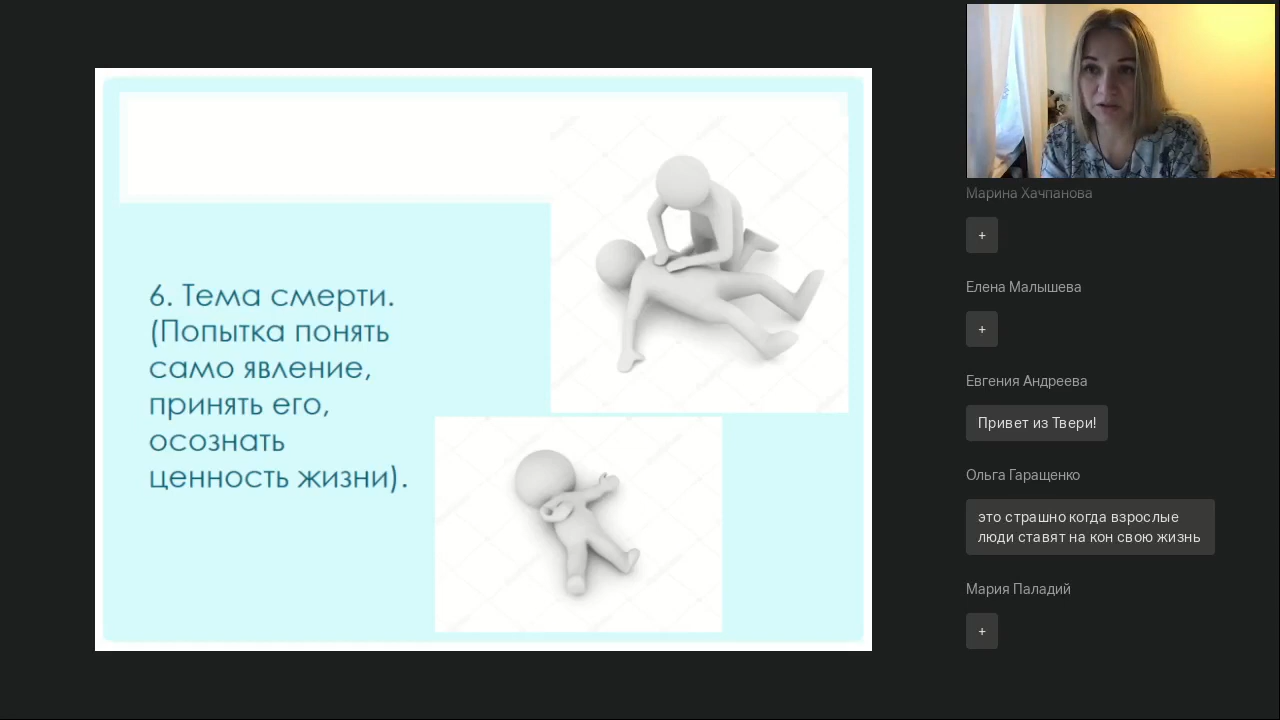 6. Тема смерти.
(Попытка понять
само явление,
принять его,
осознать
ценность жизни).
Марина Хачпанова
+
Елена Малышева
+
Евгения Андреева
Привет из Твери!
Ольга Гаращенко
это страшно когда взрослые
люди ставят на кон свою жизнь
Мария Паладий
+